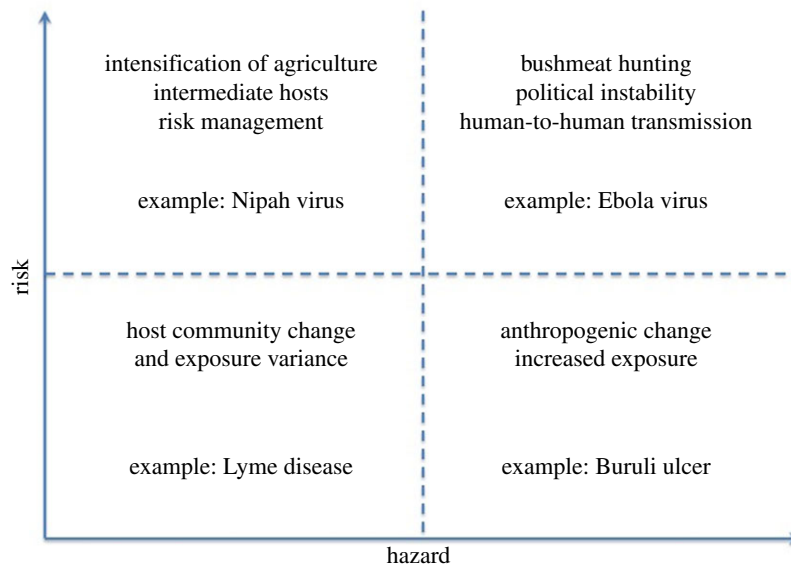 intensification of agriculture
intermediate hosts
risk management
example: Nipah virus
bushmeat hunting
political instability
human-to-human transmission
example: Ebola virus
risk
host community change
and exposure variance
example: Lyme disease
anthropogenic change
increased exposure
example: Buruli ulcer
hazard